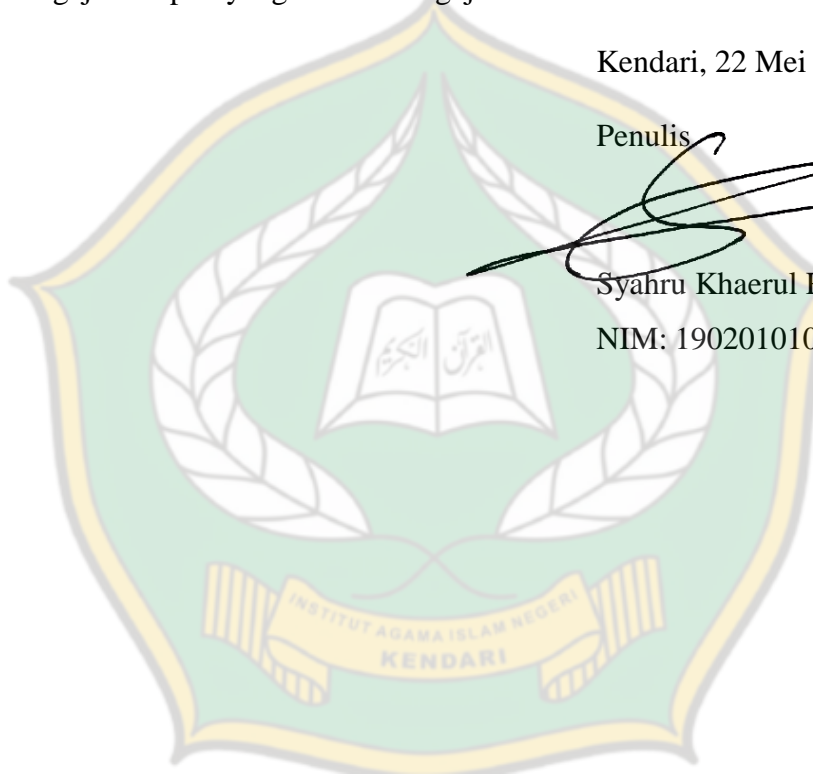 Kendari, 22 Mei
Penulis
Syahru Khaerul
NIM: 190201010
القرآن الكريم
INSTITUT AGAMA ISLAM NEGERI
KENDARI